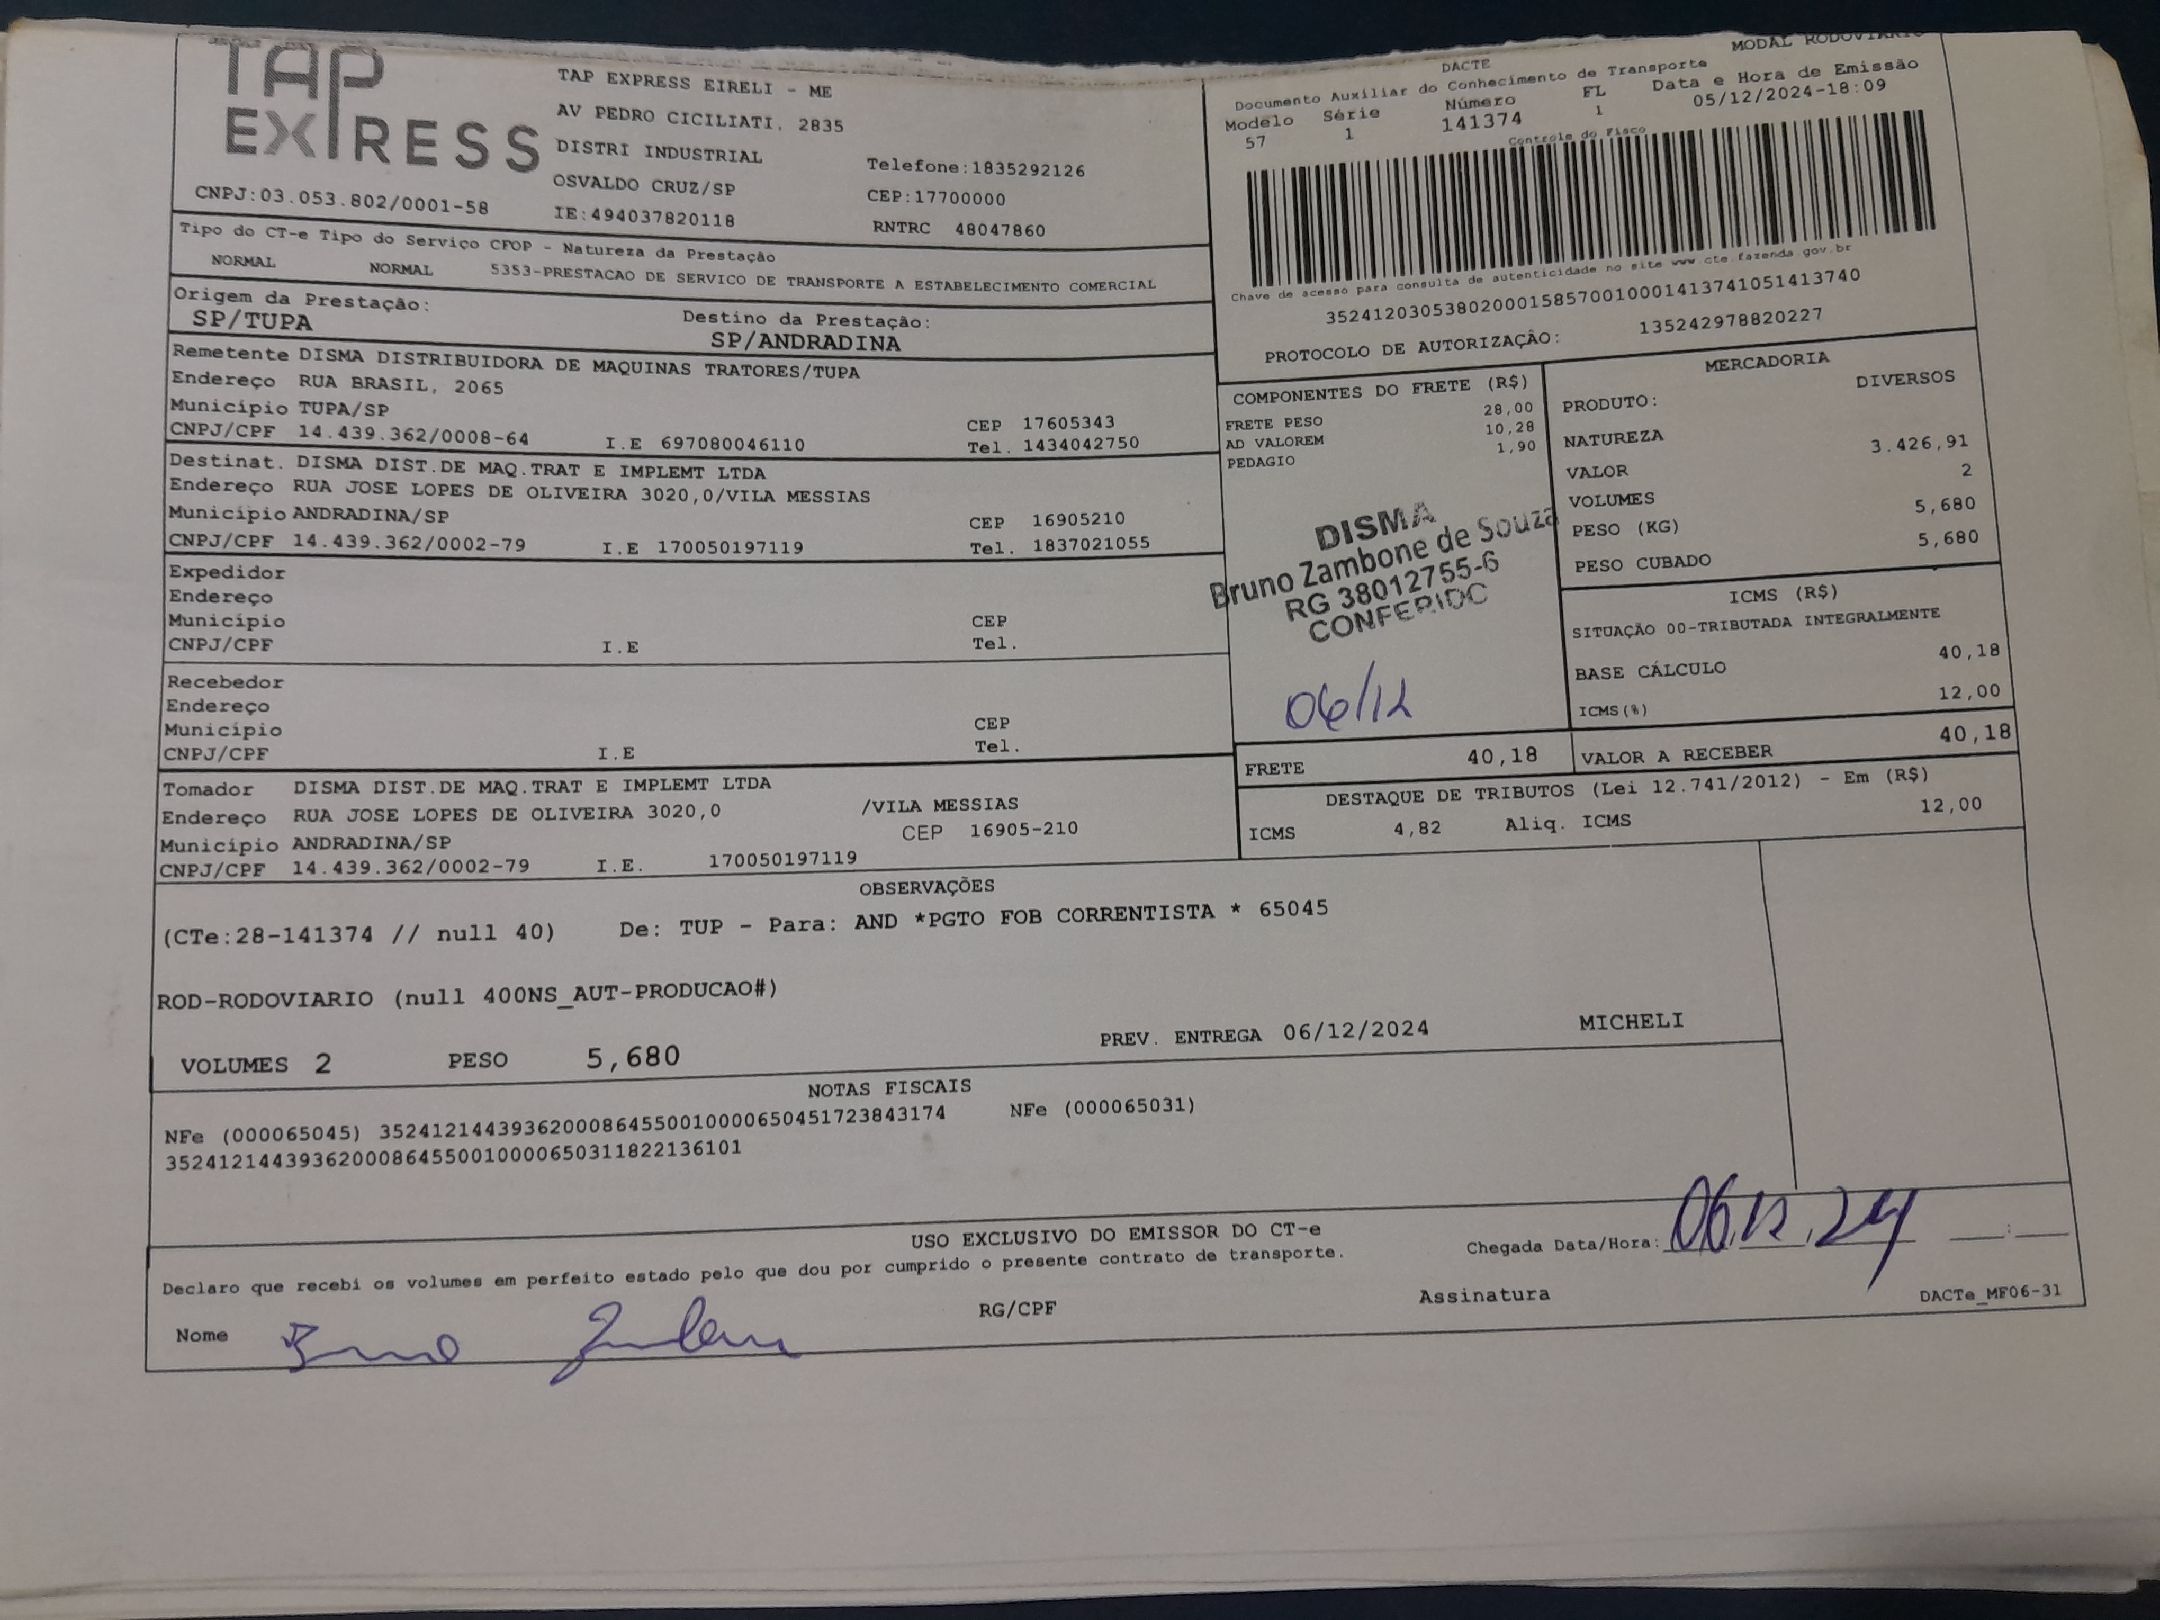 TAP
EXPRESS
CNPJ:03.053.802/0001-58
TAP EXPRESS EIRELI - ME
AV PEDRO CICILIATI, 2835
DISTRI INDUSTRIAL
Telefone:1835292126
OSVALDO CRUZ/SP
CEP:17700000
IE:494037820118
RNTRC 48047860
MODAL RODOVIARIO
DACTE
Documento Auxiliar do Conhecimento de Transporte
Modelo Série Número FL Data e Hora de Emissão
57 1 141374 1 05/12/2024-18:09
Controle do Fisco
Chave de acesso para consulta de autenticidade no site www.cte.fazenda.gov.br
35241203053802000158570010001413741051413740
PROTOCOLO DE AUTORIZAÇÃO: 135242978820227
Tipo do CT-e Tipo do Serviço CFOP - Natureza da Prestação
NORMAL NORMAL 5353-PRESTACAO DE SERVICO DE TRANSPORTE A ESTABELECIMENTO COMERCIAL
Origem da Prestação: Destino da Prestação:
SP/TUPA SP/ANDRADINA
Remetente DISMA DISTRIBUIDORA DE MAQUINAS TRATORES/TUPA
Endereço RUA BRASIL, 2065
Município TUPA/SP CEP 17605343
CNPJ/CPF 14.439.362/0008-64 I.E 697080046110 Tel. 1434042750
Destinat. DISMA DIST.DE MAQ.TRAT E IMPLEMT LTDA
Endereço RUA JOSE LOPES DE OLIVEIRA 3020,0/VILA MESSIAS
Município ANDRADINA/SP CEP 16905210
CNPJ/CPF 14.439.362/0002-79 I.E 170050197119 Tel. 1837021055
Expedidor
Endereço
Município CEP
CNPJ/CPF I.E Tel.
Recebedor
Endereço
Município CEP
CNPJ/CPF I.E Tel.
Tomador DISMA DIST.DE MAQ.TRAT E IMPLEMT LTDA
Endereço RUA JOSE LOPES DE OLIVEIRA 3020,0 /VILA MESSIAS
Município ANDRADINA/SP CEP 16905-210
CNPJ/CPF 14.439.362/0002-79 I.E. 170050197119
COMPONENTES DO FRETE (R$)
FRETE PESO 28,00
AD VALOREM 10,28
PEDAGIO 1,90
DISMA
Bruno Zambone de Souza
RG 38012755-6
CONFERIDO
06/12
MERCADORIA
PRODUTO: DIVERSOS
NATUREZA
VALOR 3.426,91
VOLUMES 2
PESO (KG) 5,680
PESO CUBADO 5,680
ICMS (R$)
SITUAÇÃO 00-TRIBUTADA INTEGRALMENTE
BASE CÁLCULO 40,18
ICMS(%) 12,00
FRETE 40,18 VALOR A RECEBER 40,18
DESTAQUE DE TRIBUTOS (Lei 12.741/2012) - Em (R$)
ICMS 4,82 Aliq. ICMS 12,00
OBSERVAÇÕES
(CTe:28-141374 // null 40) De: TUP - Para: AND *PGTO FOB CORRENTISTA * 65045
ROD-RODOVIARIO (null 400NS_AUT-PRODUCAO#)
VOLUMES 2 PESO 5,680 PREV. ENTREGA 06/12/2024 MICHELI
NOTAS FISCAIS
NFe (000065045) 35241214439362000864550010000650451723843174 NFe (000065031)
35241214439362000864550010000650311822136101
USO EXCLUSIVO DO EMISSOR DO CT-e
Declaro que recebi os volumes em perfeito estado pelo que dou por cumprido o presente contrato de transporte.
Chegada Data/Hora: 06.12.24 :
Nome Bruno RG/CPF Assinatura DACTe_MF06-31